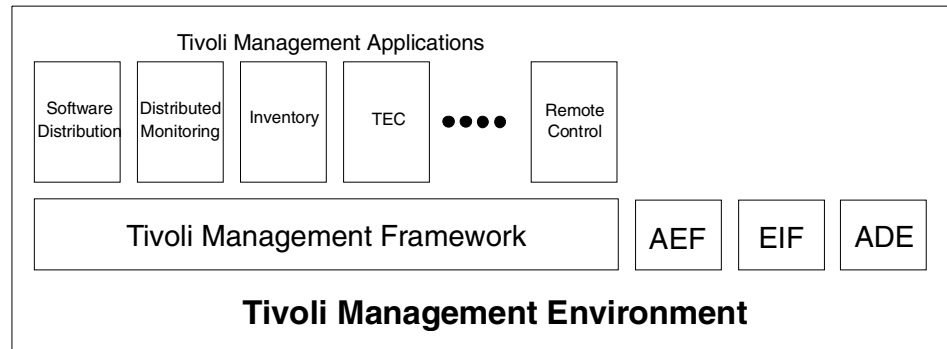 Tivoli Management Applications
Software
Distribution
Distributed
Monitoring
Inventory
TEC
Remote
Control
Tivoli Management Framework
AEF
EIF
ADE
Tivoli Management Environment